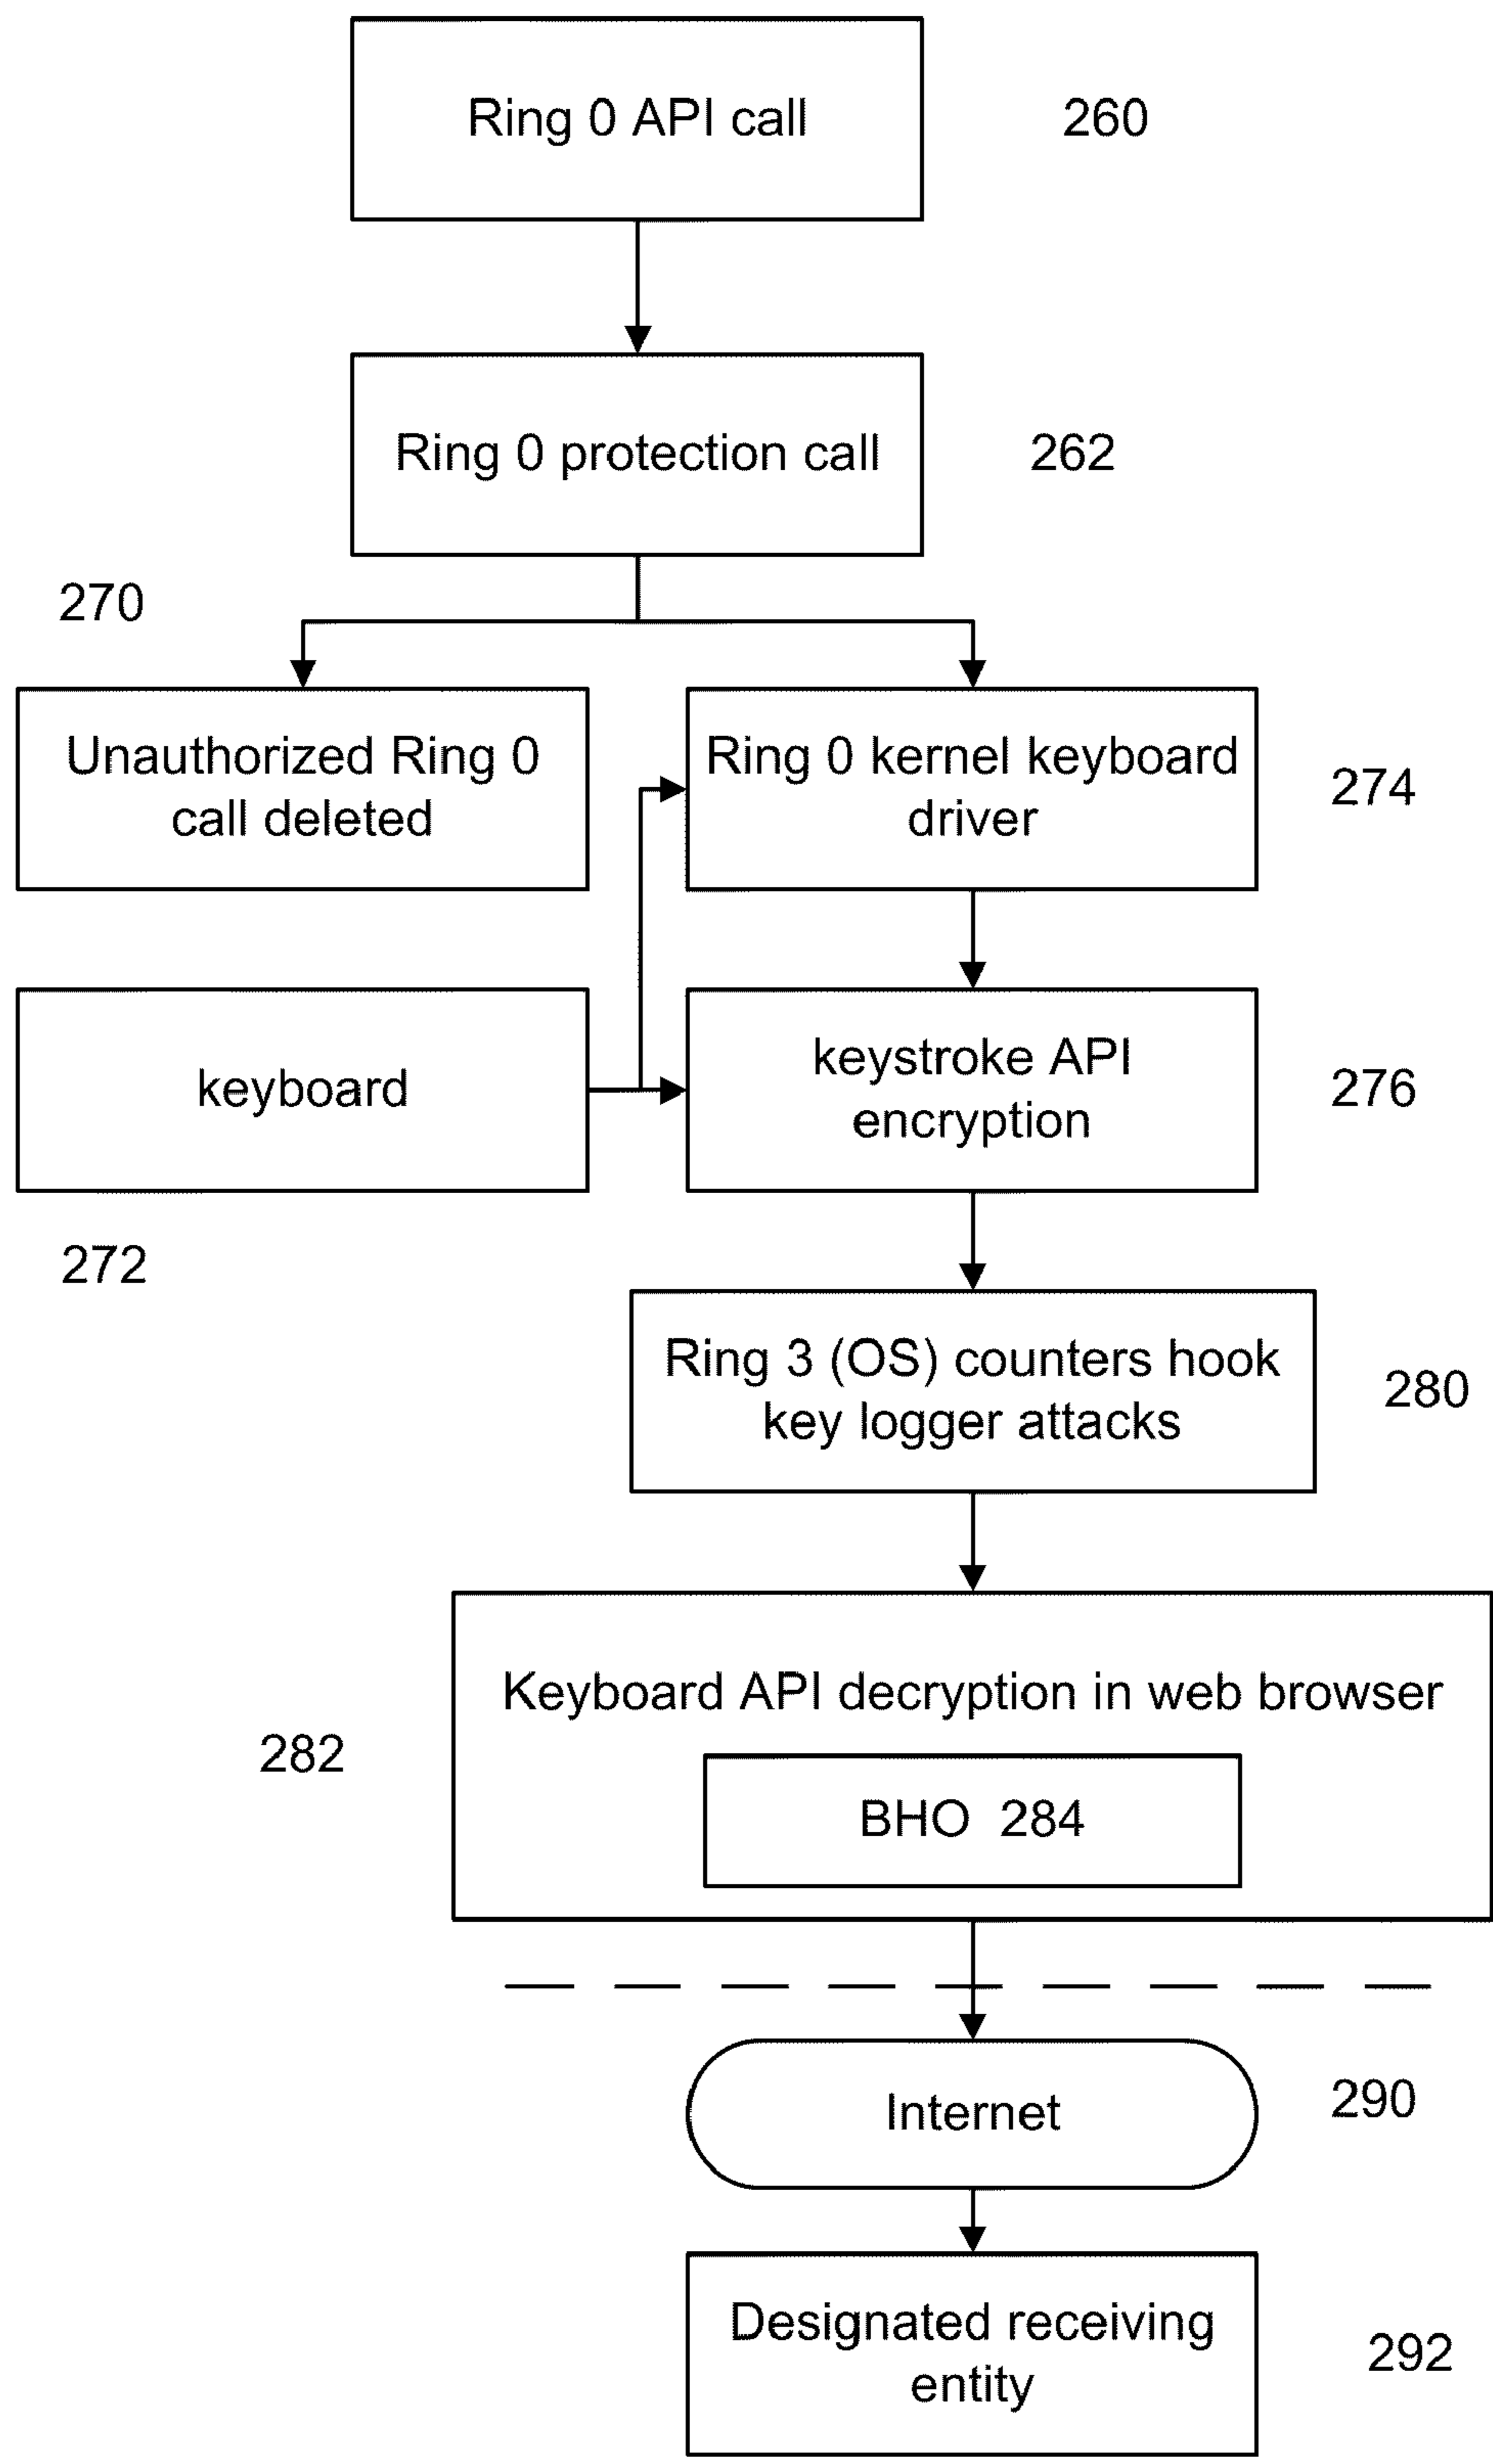 Ring 0 API call
260
Ring 0 protection call
262
270
Unauthorized Ring 0
call deleted
Ring 0 kernel keyboard
driver
274
keyboard
272
keystroke API
encryption
276
Ring 3 (OS) counters hook
key logger attacks
280
Keyboard API decryption in web browser
282
BHO 284
Internet
290
Designated receiving
entity
292